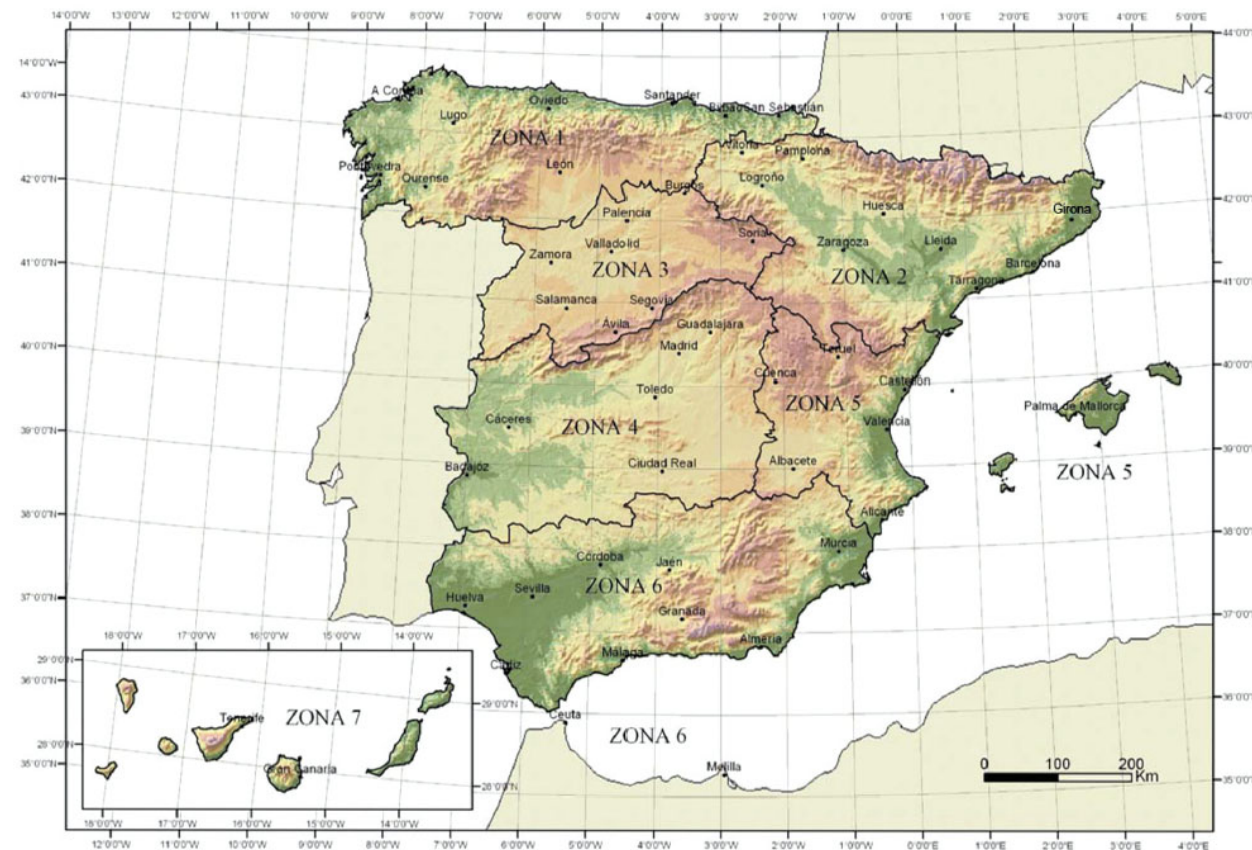 14°0'0"W 9°0'0"W 8°0'0"W 7°0'0"W 6°0'0"W 5°0'0"W 4°0'0"W 3°0'0"W 2°0'0"W 1°0'0"W 0°0'0"E 1°0'0"E 2°0'0"E 3°0'0"E 4°0'0"E 5°0'0"E
44°0'0"N
43°0'0"N
A Coruña
Lugo
Oviedo
Santander
Bilbao
San Sebastián
43°0'0"N
ZONA 1
Vitoria
Pamplona
León
Pontevedra
Ourense
Burgos
Logroño
42°0'0"N
42°0'0"N
Palencia
Huesca
Girona
Soria
Zaragoza
Lleida
Valladolid
Zamora
ZONA 3
ZONA 2
Barcelona
Tarragona
41°0'0"N
41°0'0"N
Salamanca
Segovia
Ávila
Guadalajara
Madrid
Teruel
40°0'0"N
40°0'0"N
Cuenca
Castellón
Toledo
ZONA 5
Palma de Mallorca
Cáceres
ZONA 4
Valencia
39°0'0"N
39°0'0"N
Badajoz
Ciudad Real
Albacete
ZONA 5
38°0'0"N
Alicante
38°0'0"N
Murcia
Córdoba
Jaén
ZONA 6
Sevilla
Huelva
37°0'0"N
Granada
37°0'0"N
Almería
Málaga
Cádiz
18°0'0"W 17°0'0"W 16°0'0"W 15°0'0"W 14°0'0"W
29°0'0"N
36°0'0"N
29°0'0"N
36°0'0"N
Tenerife
ZONA 7
Ceuta
ZONA 6
28°0'0"N
35°0'0"N
Gran Canaria
28°0'0"N
Melilla
0 100 200
Km
35°0'0"N
18°0'0"W 17°0'0"W 16°0'0"W 15°0'0"W 14°0'0"W
12°0'0"W 11°0'0"W 10°0'0"W 9°0'0"W 8°0'0"W 7°0'0"W 6°0'0"W 5°0'0"W 4°0'0"W 3°0'0"W 2°0'0"W 1°0'0"W 0°0'0"E 1°0'0"E 2°0'0"E 3°0'0"E 4°0'0"E